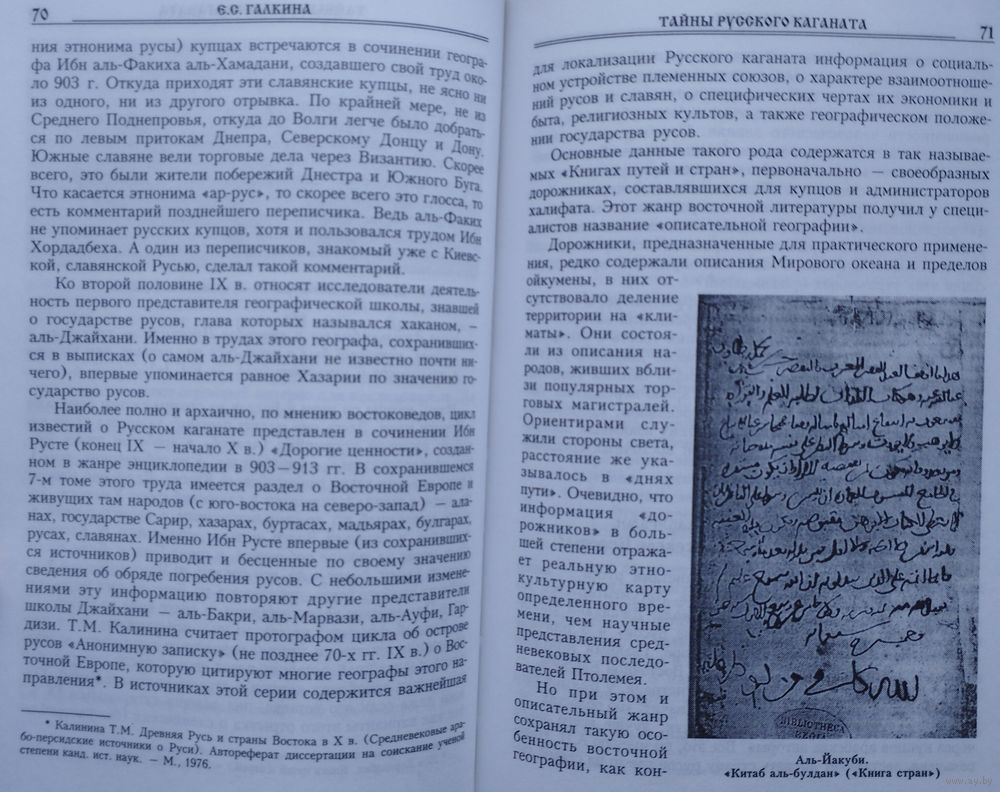 70
Е.С. ГАЛКИНА
ния этнонима русы) купцах встречаются в сочинении геогра-
фа Ибн аль-Факиха аль-Хамадани, создавшего свой труд око-
ло 903 г. Откуда приходят эти славянские купцы, не ясно ни
из одного, ни из другого отрывка. По крайней мере, не из
Среднего Поднепровья, откуда до Волги легче было добрать-
ся по левым притокам Днепра, Северскому Донцу и Дону.
Южные славяне вели торговые дела через Византию. Скорее
всего, это были жители побережий Днестра и Южного Буга.
Что касается этнонима «ар-рус», то скорее всего это глосса, то
есть комментарий позднейшего переписчика. Ведь аль-Факих
не упоминает русских купцов, хотя и пользовался трудом Ибн
Хордадбеха. А один из переписчиков, знакомый уже с Киевс-
кой, славянской Русью, сделал такой комментарий.
Ко второй половине IX в. относят исследователи деятель-
ность первого представителя географической школы, знавшей
о государстве русов, глава которых назывался хаканом, –
аль-Джайхани. Именно в трудах этого географа, сохранивших-
ся в выписках (о самом аль-Джайхани не известно почти ни-
чего), впервые упоминается равное Хазарии по значению го-
сударство русов.
Наиболее полно и архаично, по мнению востоковедов, цикл
известий о Русском каганате представлен в сочинении Ибн
Русте (конец IX — начало X в.) «Дорогие ценности», создан-
ном в жанре энциклопедии в 903—913 гг. В сохранившемся
7-м томе этого труда имеется раздел о Восточной Европе и
живущих там народов (с юго-востока на северо-запад) — ала-
нах, государстве Сарир, хазарах, буртасах, мадьярах, булгарах,
русах, славянах. Именно Ибн Русте впервые (из сохранивших-
ся источников) приводит и бесценные по своему значению
сведения об обряде погребения русов. С небольшими измене-
ниями эту информацию повторяют другие представители
школы Джайхани — аль-Бакри, аль-Марвази, аль-Ауфи, Гар-
дизи. Т.М. Калинина считает протографом цикла об острове
русов «Анонимную записку» (не позднее 70-х гг. IX в.) о Вос-
точной Европе, которую цитируют многие географы этого на-
правления*. В источниках этой серии содержится важнейшая
* Калинина Т.М. Древняя Русь и страны Востока в X в. (Средневековые ара-
бо-персидские источники о Руси). Автореферат диссертации на соискание ученой
степени канд. ист. наук. — М., 1976.
ТАЙНЫ РУССКОГО КАГАНАТА
71
для локализации Русского каганата информация о социаль-
ном устройстве племенных союзов, о характере взаимоотноше-
ний русов и славян, о специфических чертах их экономики и
быта, религиозных культов, а также географическом положе-
нии государства русов.
Основные данные такого рода содержатся в так называе-
мых «Книгах путей и стран», первоначально — своеобразных
дорожниках, составлявшихся для купцов и администраторов
халифата. Этот жанр восточной литературы получил у специ-
алистов название «описательной географии».
Дорожники, предназначенные для практического примене-
ния, редко содержали описания Мирового океана и пределов
ойкумены, в них от-
сутствовало деление
территории на «кли-
маты». Они состоя-
ли из описания на-
родов, живших вбли-
зи популярных тор-
говых магистралей.
Ориентирами слу-
жили стороны света,
расстояние же ука-
зывалось в «днях
пути». Очевидно, что
информация «до-
рожников» в боль-
шей степени отража-
ет реальную этно-
культурную карту
определенного вре-
мени, чем научные
представления сред-
невековых последо-
вателей Птолемея.
Но при этом и
описательный жанр
сохранял такую осо-
бенность восточной
географии, как кон-
BIBLIOTHECA
Аль-Йакуби.
«Китаб аль-булдан» («Книга стран»)
www.ay.by